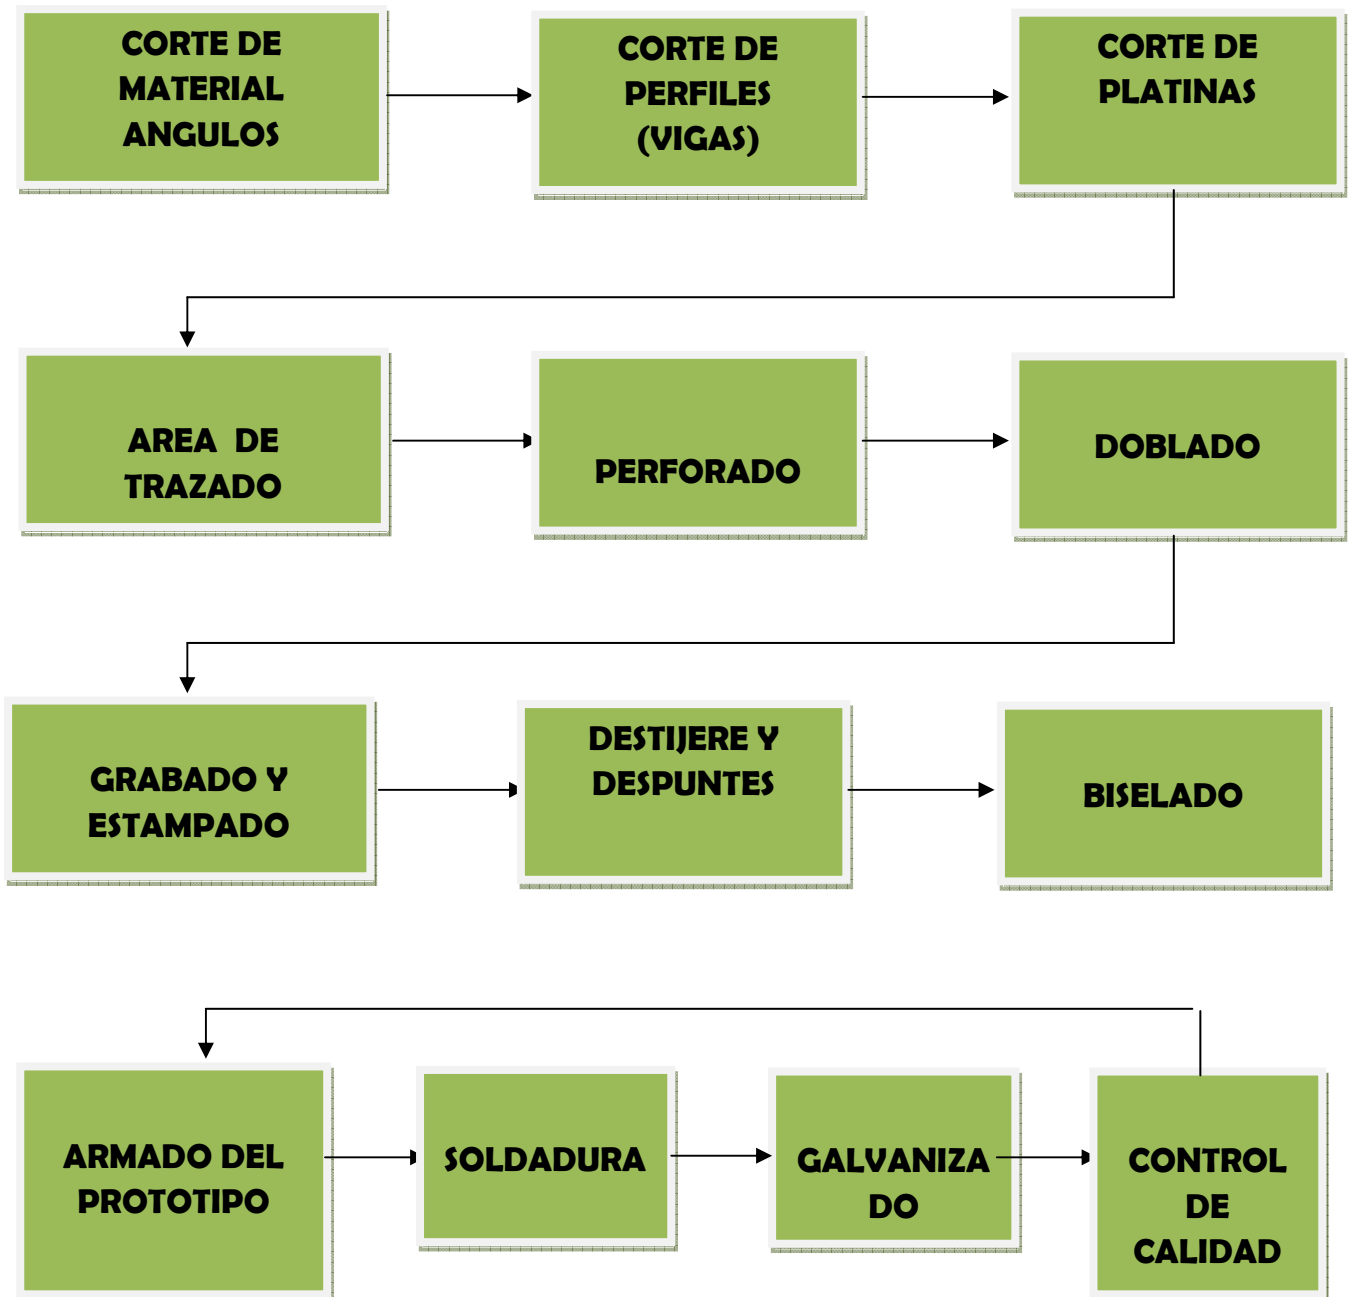 CORTE DE
MATERIAL
ANGULOS
CORTE DE
PERFILES
(VIGAS)
CORTE DE
PLATINAS
AREA DE
TRAZADO
PERFORADO
DOBLADO
GRABADO Y
ESTAMPADO
DESTIJERE Y
DESPUNTES
BISELADO
ARMADO DEL
PROTOTIPO
SOLDADURA
GALVANIZA
DO
CONTROL
DE
CALIDAD